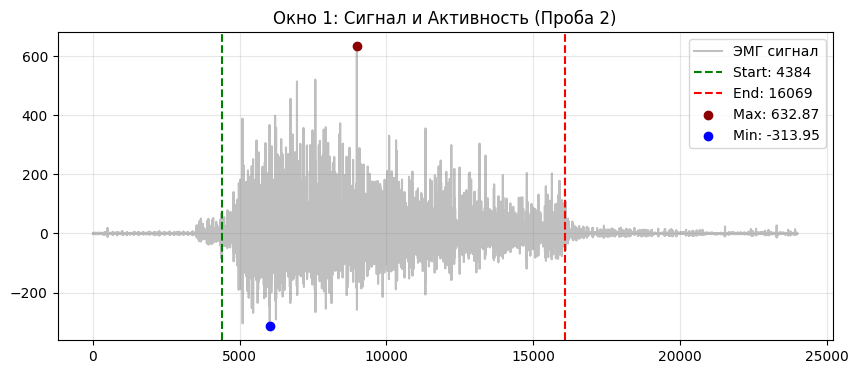 Окно 1: Сигнал и Активность (Проба 2)
ЭМГ сигнал
Start: 4384
End: 16069
Max: 632.87
Min: -313.95
600
400
200
0
−200
0
5000
10000
15000
20000
25000